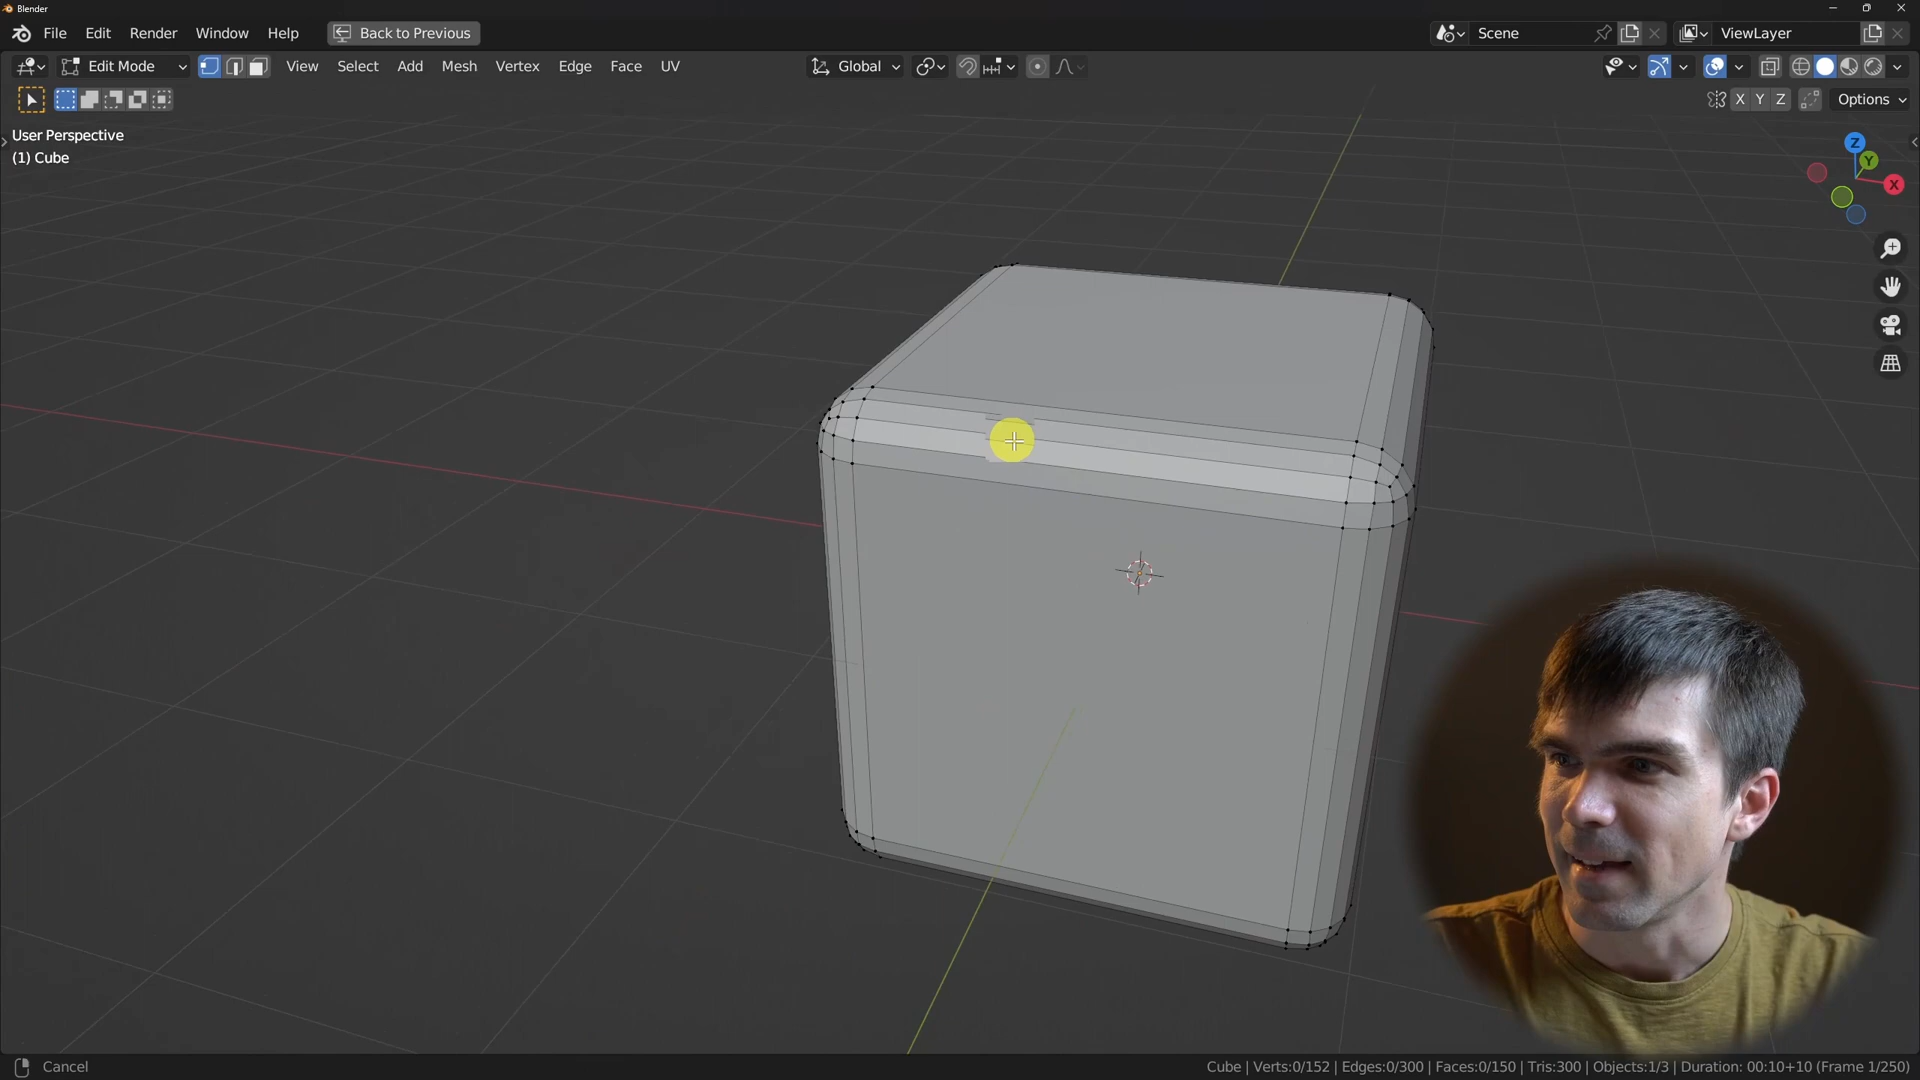 Blender
File Edit Render Window Help Back to Previous Scene ViewLayer
Edit Mode View Select Add Mesh Vertex Edge Face UV Global
X Y Z Options
User Perspective
(1) Cube
Z
Y
X
Cancel Cube | Verts:0/152 | Edges:0/300 | Faces:0/150 | Tris:300 | Objects:1/3 | Duration: 00:10+10 (Frame 1/250)